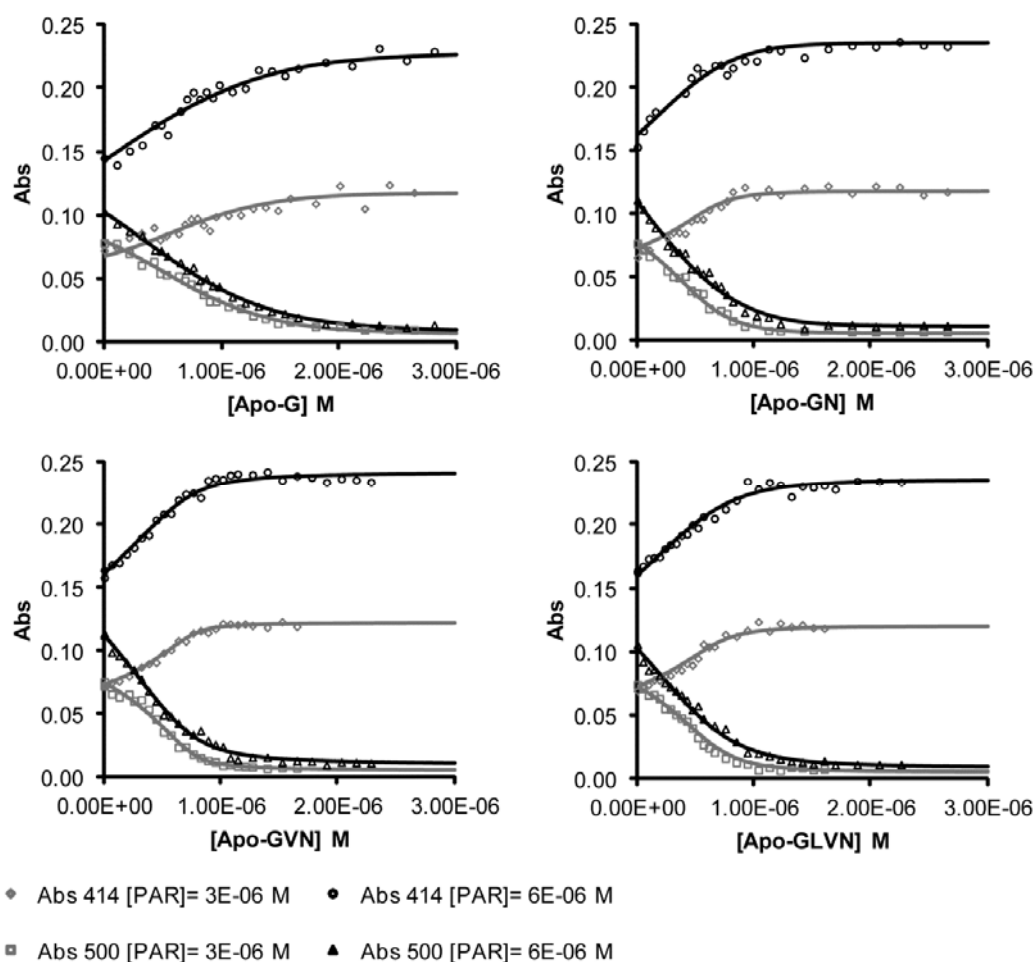 0.25 0.25
0.20 0.20
0.15 0.15
Abs Abs
0.10 0.10
0.05 0.05
0.00 0.00
0.00E+00 1.00E-06 2.00E-06 3.00E-06 0.00E+00 1.00E-06 2.00E-06 3.00E-06
[Apo-G] M [Apo-GN] M
0.25 0.25
0.20 0.20
0.15 0.15
Abs Abs
0.10 0.10
0.05 0.05
0.00 0.00
0.00E+00 1.00E-06 2.00E-06 3.00E-06 0.00E+00 1.00E-06 2.00E-06 3.00E-06
[Apo-GVN] M [Apo-GLVN] M
Abs 414 [PAR]= 3E-06 M Abs 414 [PAR]= 6E-06 M
Abs 500 [PAR]= 3E-06 M Abs 500 [PAR]= 6E-06 M